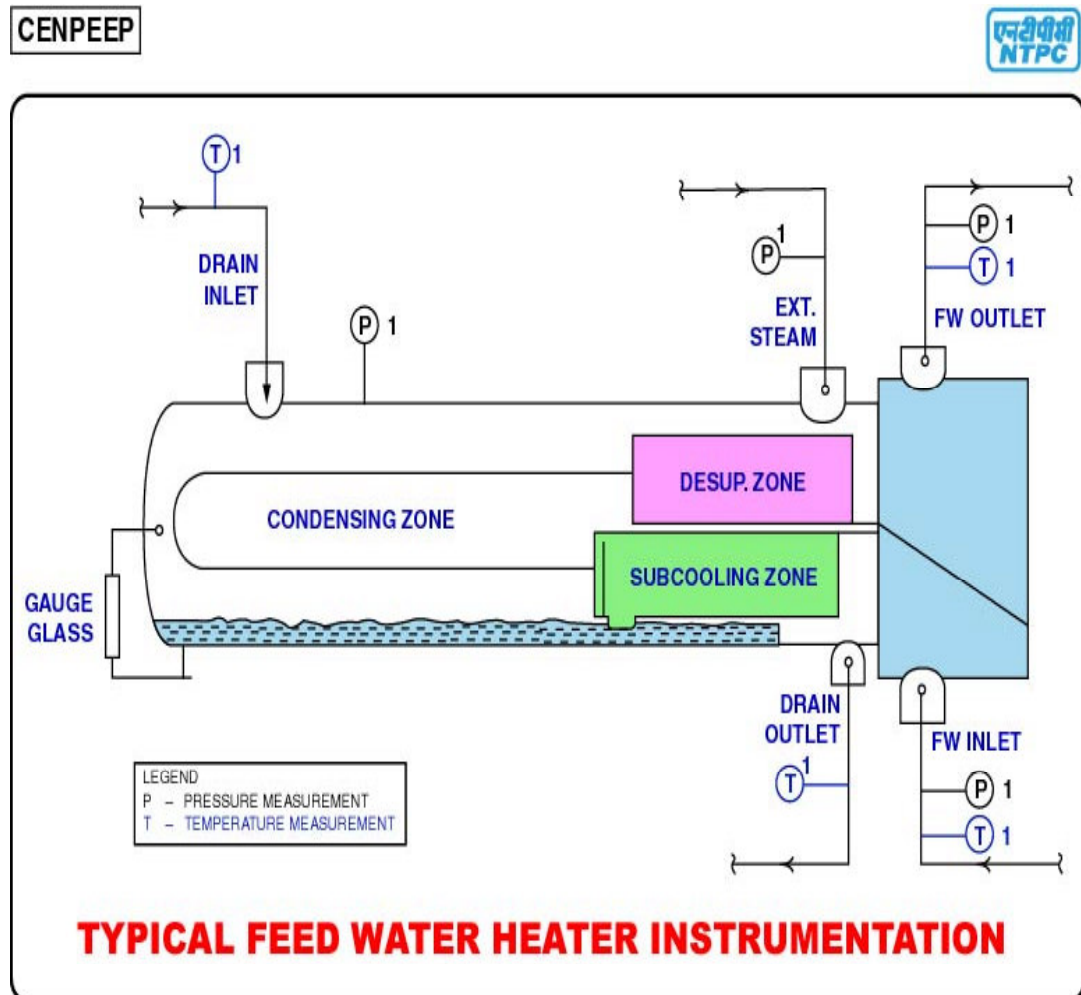 CENPEEP
एनटीपीसी
NTPC
T 1
DRAIN
INLET
P 1
P 1
EXT.
STEAM
P 1
T 1
FW OUTLET
DESUP. ZONE
CONDENSING ZONE
SUBCOOLING ZONE
GAUGE
GLASS
DRAIN
OUTLET
T 1
FW INLET
P 1
T 1
LEGEND
P – PRESSURE MEASUREMENT
T – TEMPERATURE MEASUREMENT
TYPICAL FEED WATER HEATER INSTRUMENTATION